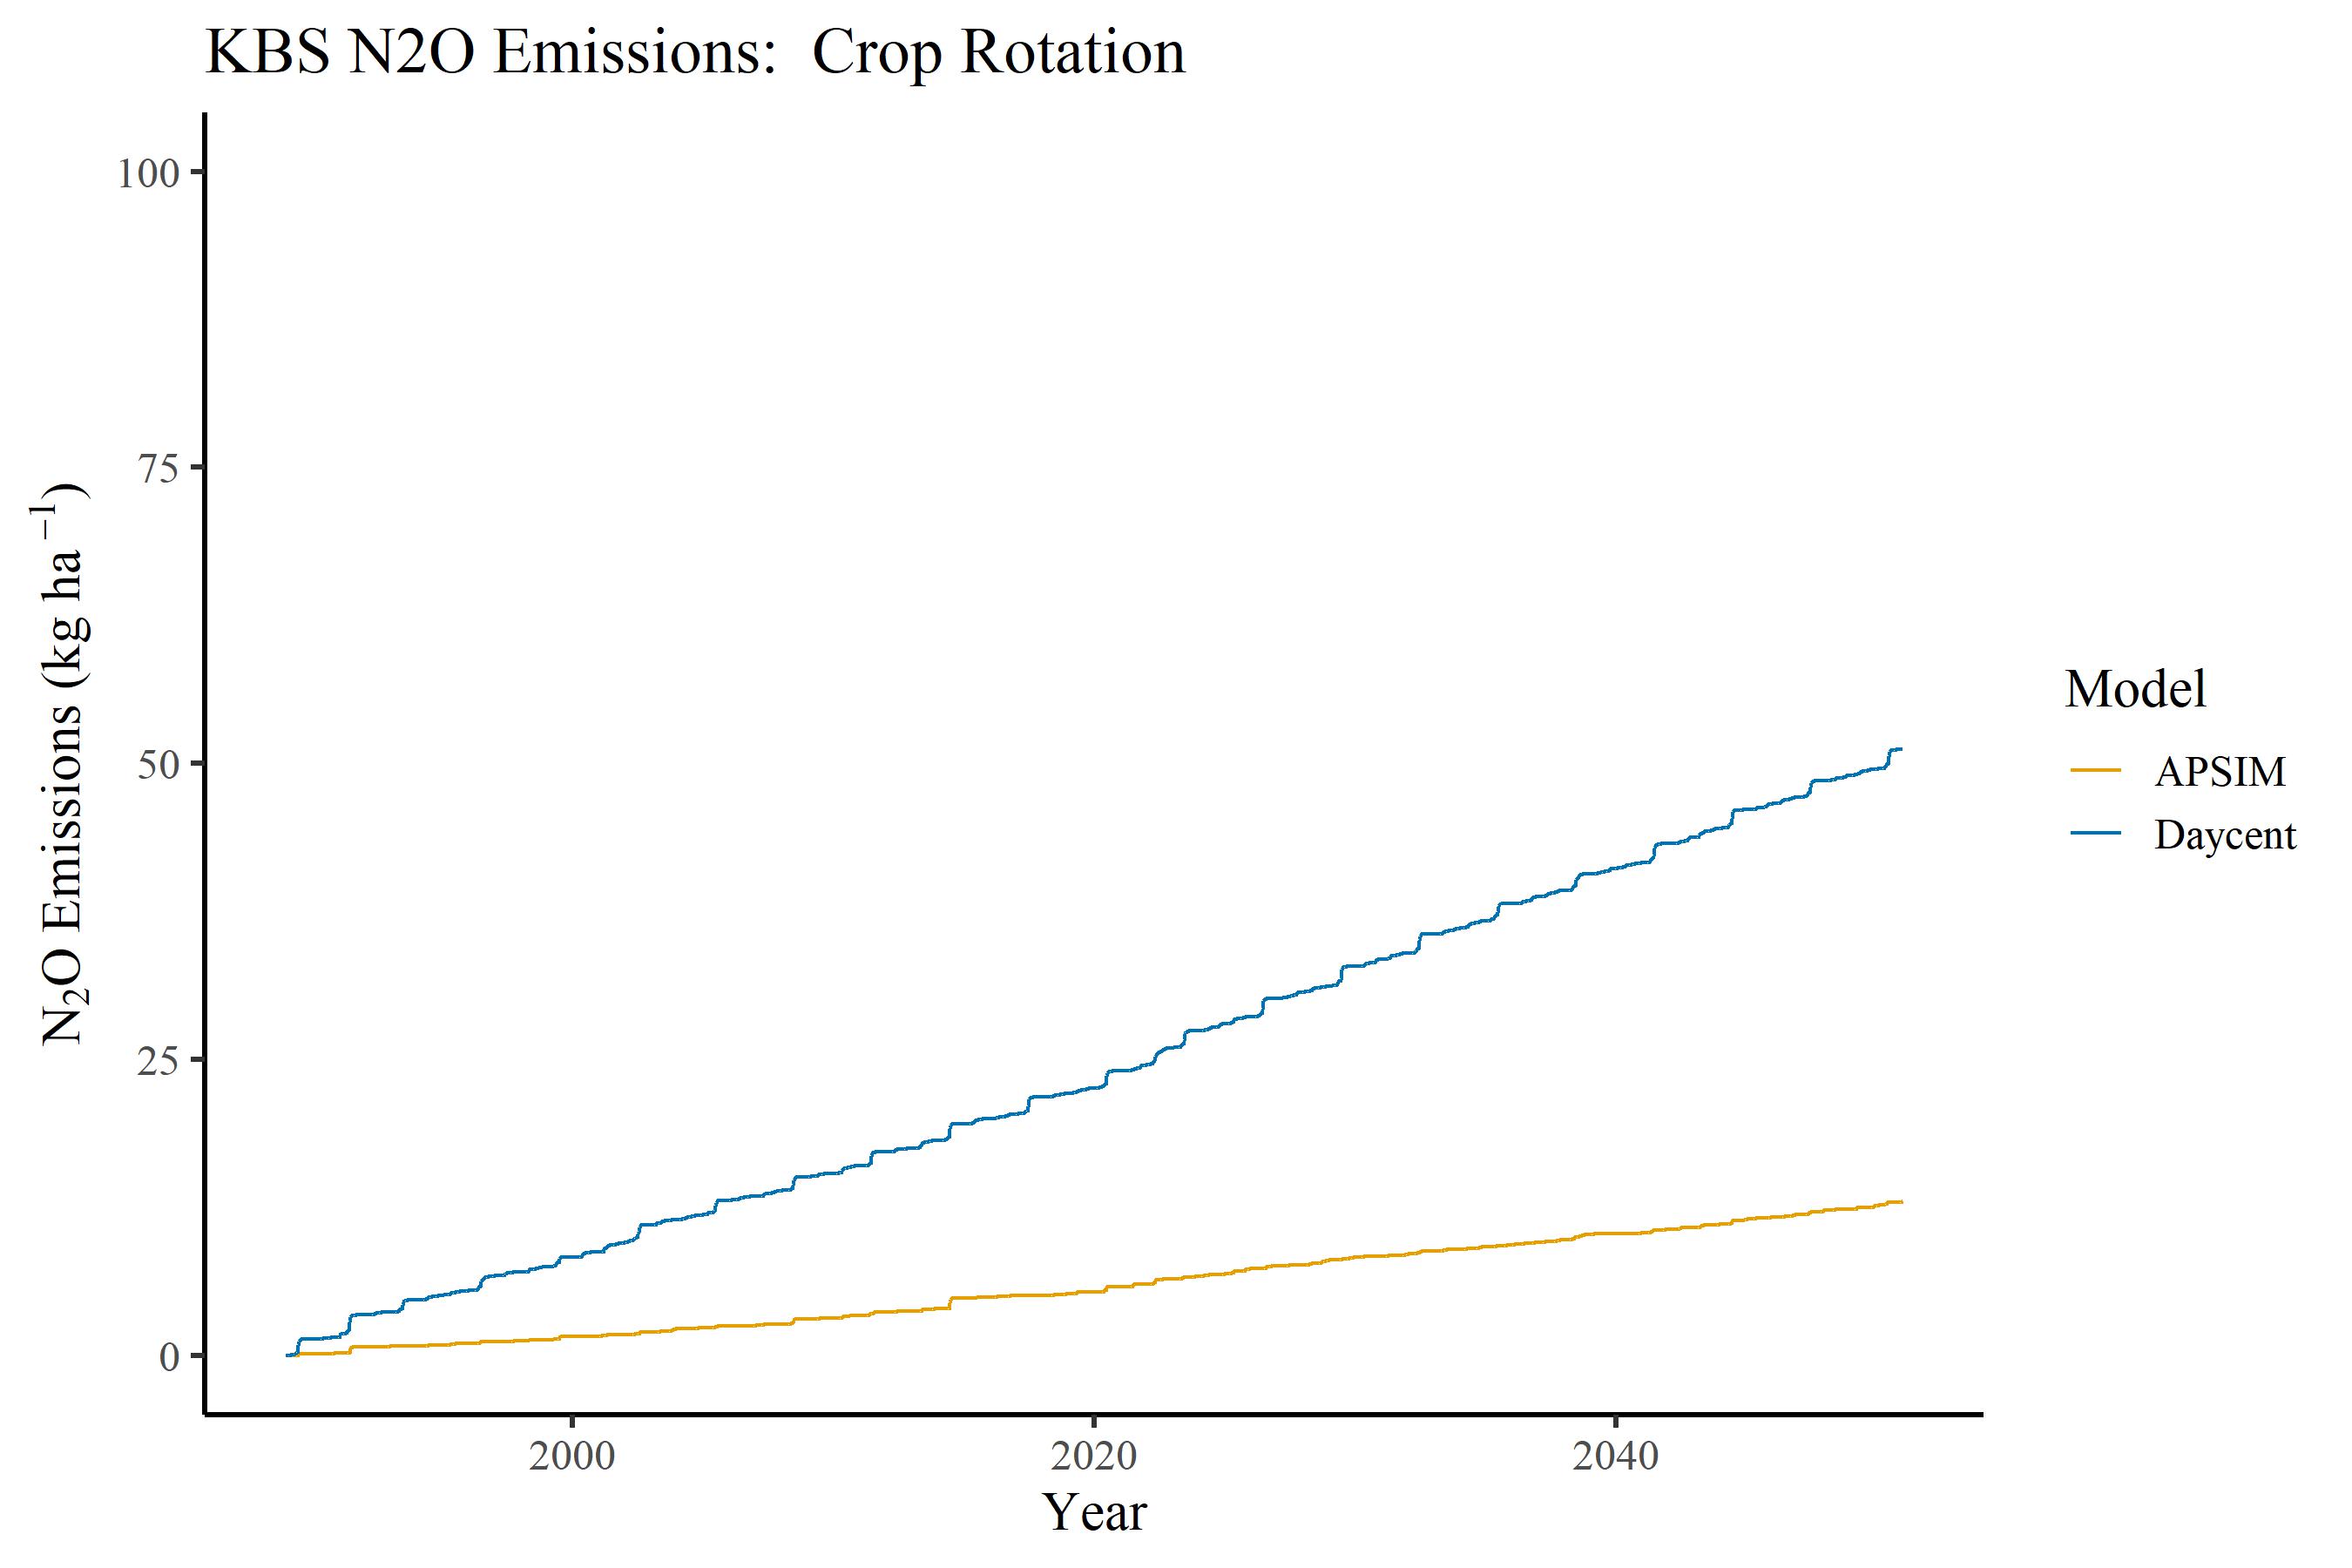 KBS N2O Emissions:  Crop Rotation
100
75
50
25
0
N₂O Emissions (kg ha⁻¹)
2000
2020
2040
Year
Model
APSIM
Daycent